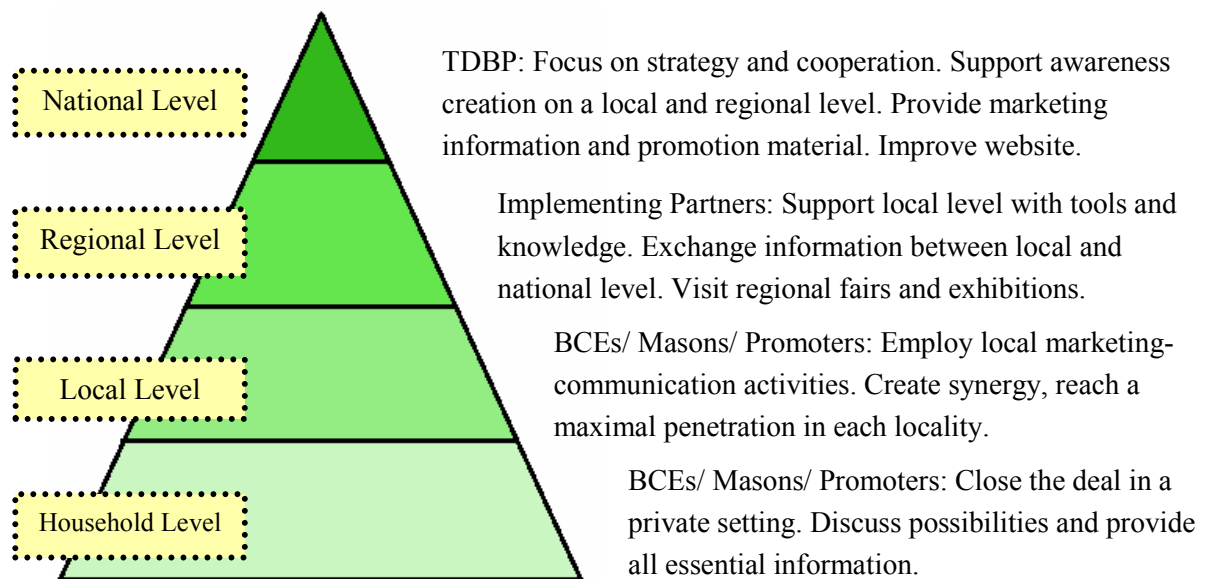 National Level
TDBP: Focus on strategy and cooperation. Support awareness
creation on a local and regional level. Provide marketing
information and promotion material. Improve website.
Regional Level
Implementing Partners: Support local level with tools and
knowledge. Exchange information between local and
national level. Visit regional fairs and exhibitions.
Local Level
BCEs/ Masons/ Promoters: Employ local marketing-
communication activities. Create synergy, reach a
maximal penetration in each locality.
Household Level
BCEs/ Masons/ Promoters: Close the deal in a
private setting. Discuss possibilities and provide
all essential information.